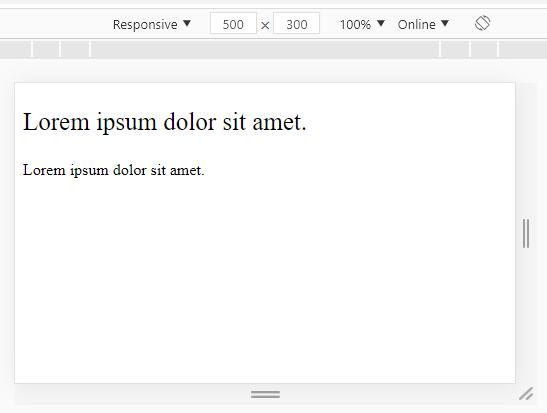 Responsive ▼ 500 × 300 100% ▼ Online ▼
Lorem ipsum dolor sit amet.
Lorem ipsum dolor sit amet.